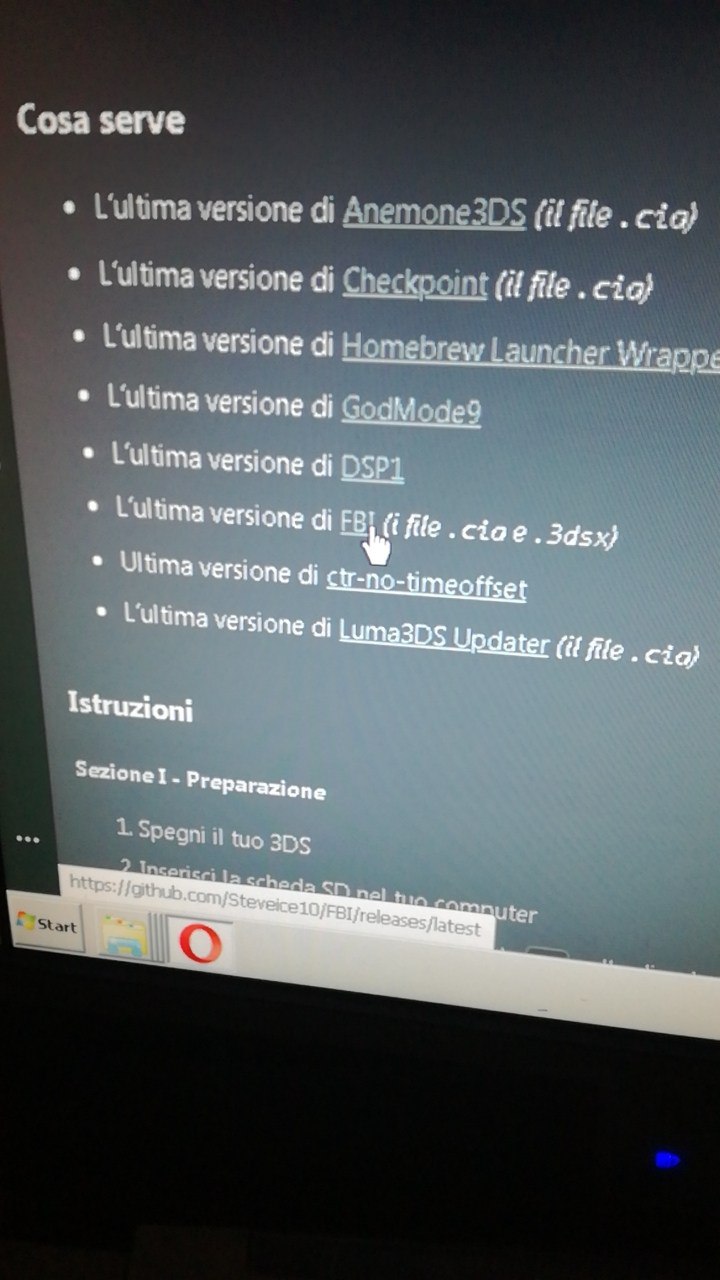 Cosa serve
• L'ultima versione di Anemone3DS (il file .cia)
• L'ultima versione di Checkpoint (il file .cia)
• L'ultima versione di Homebrew Launcher Wrappe
• L'ultima versione di GodMode9
• L'ultima versione di DSP1
• L'ultima versione di FBI (i file .cia e .3dsx)
• Ultima versione di ctr-no-timeoffset
• L'ultima versione di Luma3DS Updater (il file .cia)
Istruzioni
Sezione I - Preparazione
1. Spegni il tuo 3DS
2. Inserisci la scheda SD nel tuo computer
https://github.com/Steveice10/FBI/releases/latest
Start